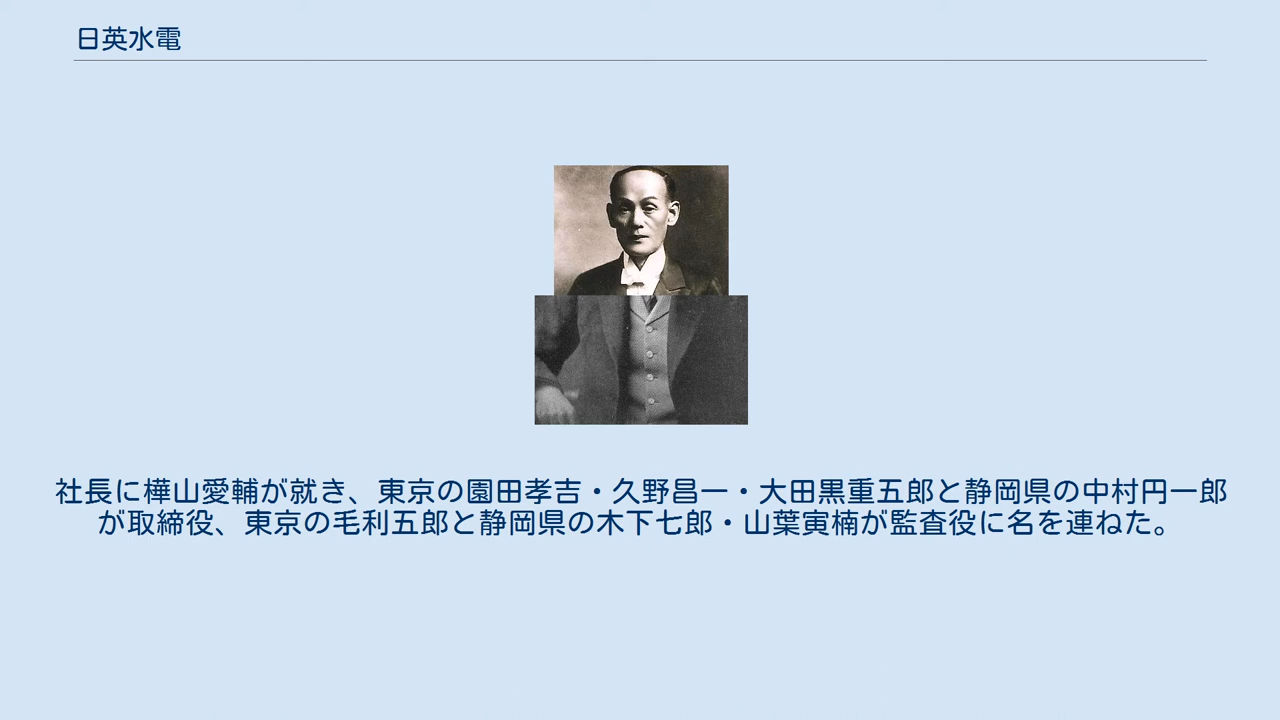 日英水電
社長に樺山愛輔が就き、東京の園田孝吉・久野昌一・大田黒重五郎と静岡県の中村円一郎
が取締役、東京の毛利五郎と静岡県の木下七郎・山葉寅楠が監査役に名を連ねた。